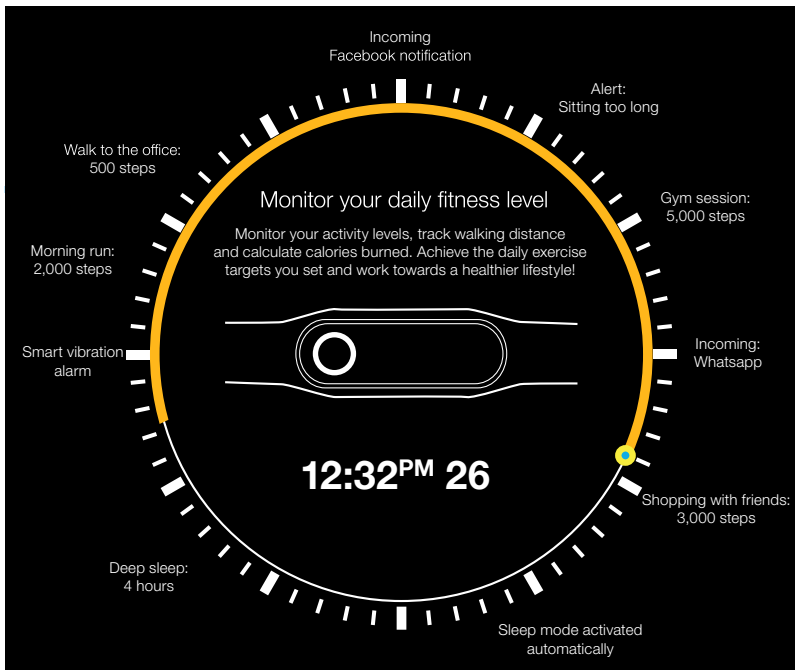 Incoming
Facebook notification
Alert:
Sitting too long
Walk to the office:
500 steps
Monitor your daily fitness level
Gym session:
5,000 steps
Monitor your activity levels, track walking distance
and calculate calories burned. Achieve the daily exercise
targets you set and work towards a healthier lifestyle!
Morning run:
2,000 steps
Smart vibration
alarm
Incoming:
Whatsapp
12:32PM 26
Shopping with friends:
3,000 steps
Deep sleep:
4 hours
Sleep mode activated
automatically